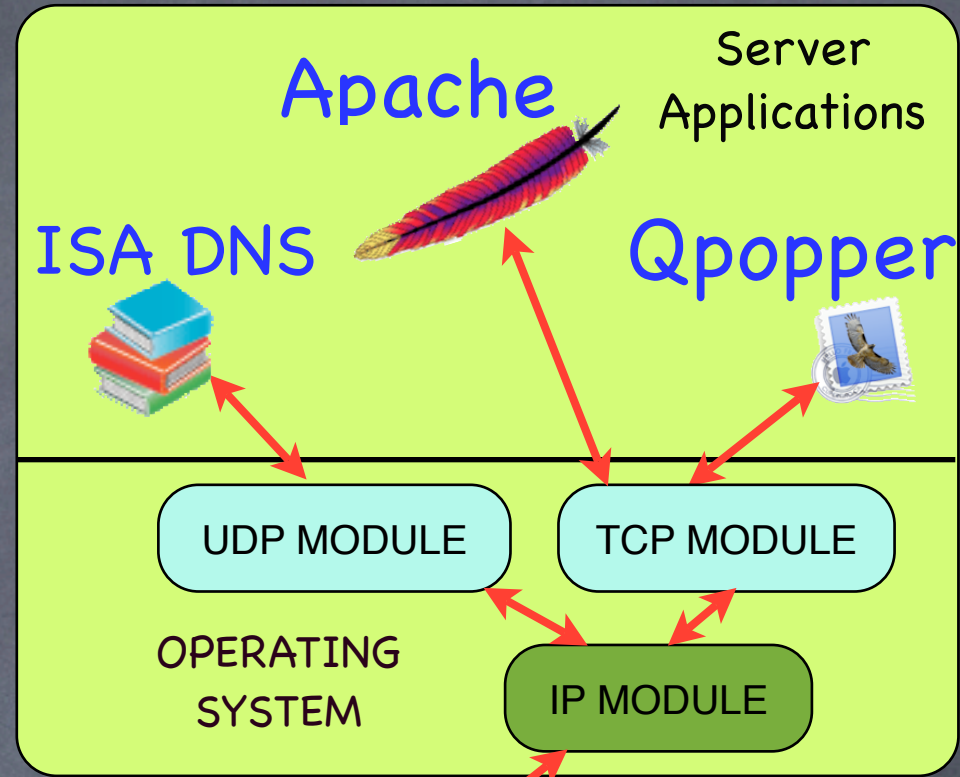 Server
Applications
Apache
ISA DNS
Qpopper
UDP MODULE
TCP MODULE
OPERATING
SYSTEM
IP MODULE